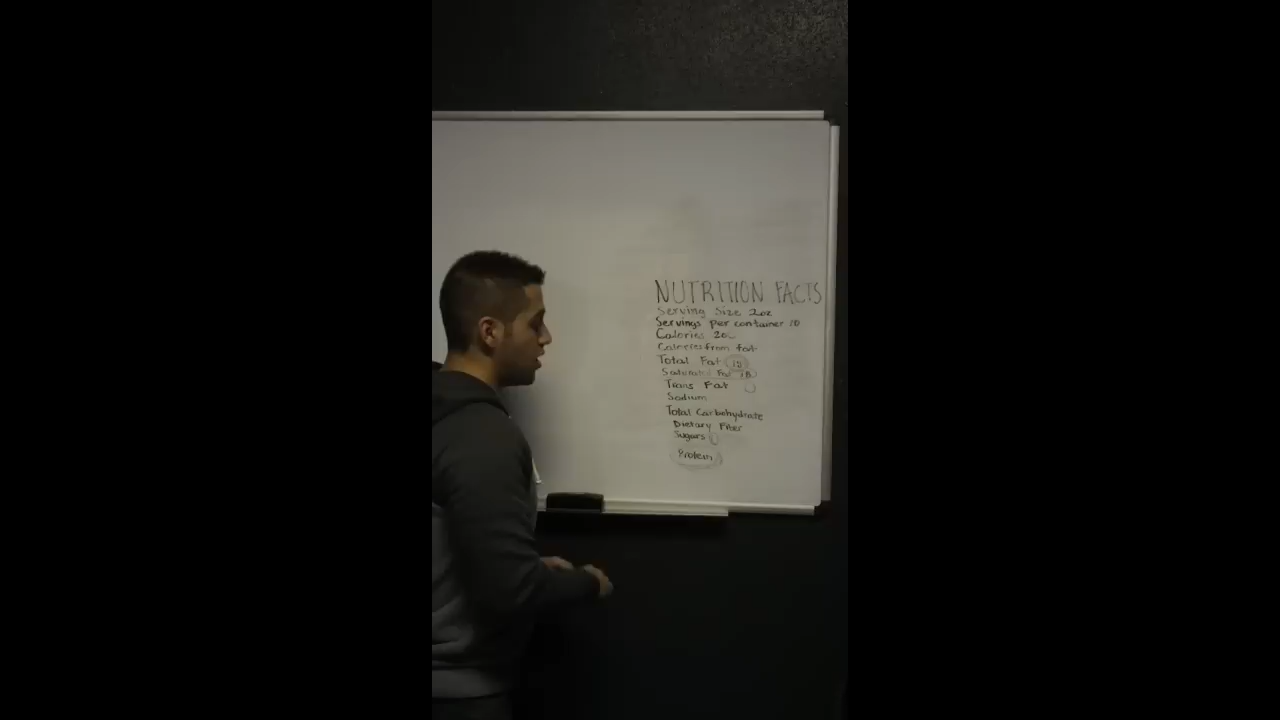 NUTRITION FACTS
Serving Size 2oz
Servings per container 10
Calories 20
Calories from fat
Total Fat 10
Saturated Fat 10
Trans Fat
Sodium
Total Carbohydrate
Dietary Fiber
Sugars
Protein